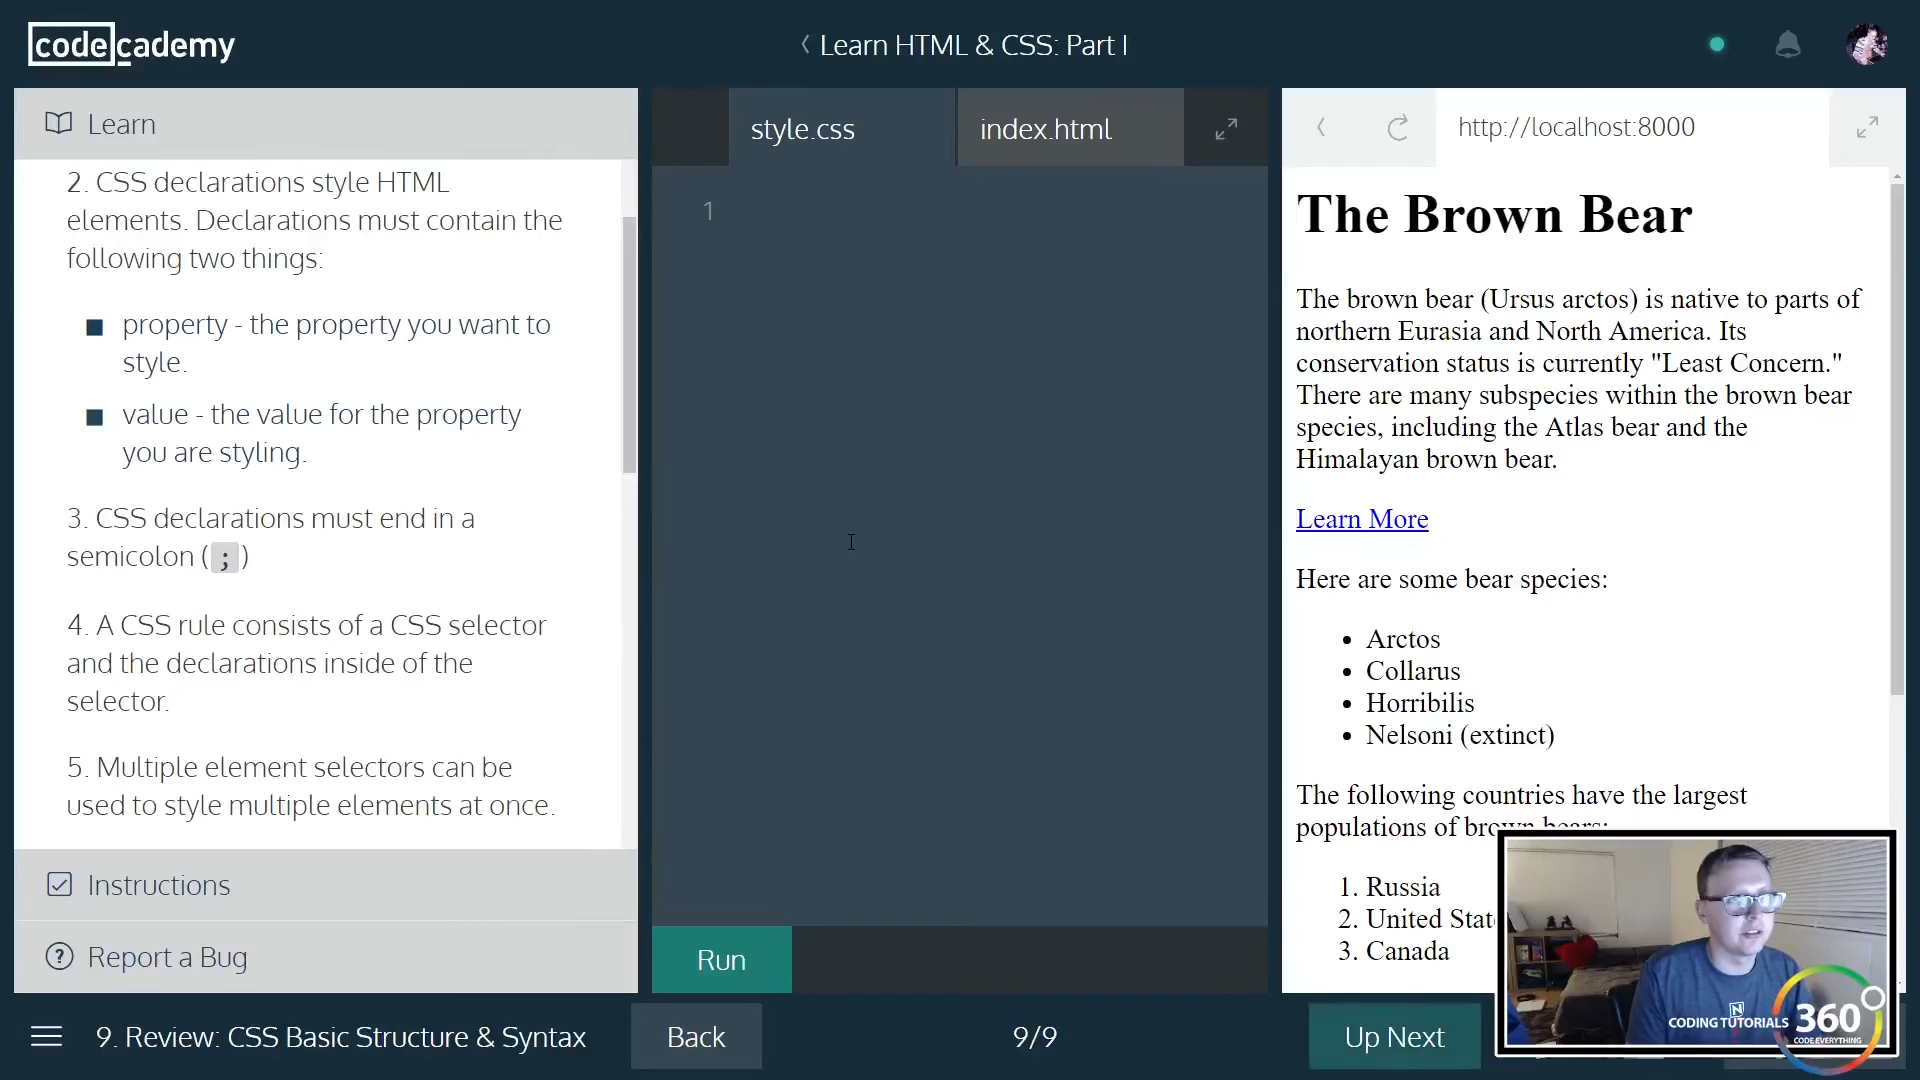 codecademy
Learn HTML & CSS: Part I
Learn
2. CSS declarations style HTML
elements. Declarations must contain the
following two things:
property - the property you want to
style.
value - the value for the property
you are styling.
3. CSS declarations must end in a
semicolon ( ; )
4. A CSS rule consists of a CSS selector
and the declarations inside of the
selector.
5. Multiple element selectors can be
used to style multiple elements at once.
Instructions
Report a Bug
style.css
index.html
1
Run
http://localhost:8000
The Brown Bear
The brown bear (Ursus arctos) is native to parts of
northern Eurasia and North America. Its
conservation status is currently "Least Concern."
There are many subspecies within the brown bear
species, including the Atlas bear and the
Himalayan brown bear.
Learn More
Here are some bear species:
• Arctos
• Collarus
• Horribilis
• Nelsoni (extinct)
The following countries have the largest
populations of brown bears:
1. Russia
2. United Stat
3. Canada
CODING TUTORIALS 360
CODE EVERYTHING
9. Review: CSS Basic Structure & Syntax
Back
9/9
Up Next